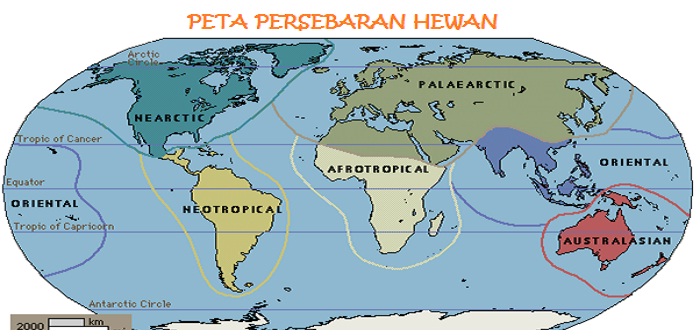 PETA PERSEBARAN HEWAN
Arctic
Circle
PALAEARCTIC
NEARCTIC
Tropic of Cancer
AFROTROPICAL
ORIENTAL
Equator
ORIENTAL
NEOTROPICAL
Tropic of Capricorn
AUSTRALASIAN
Antarctic Circle
2000
km